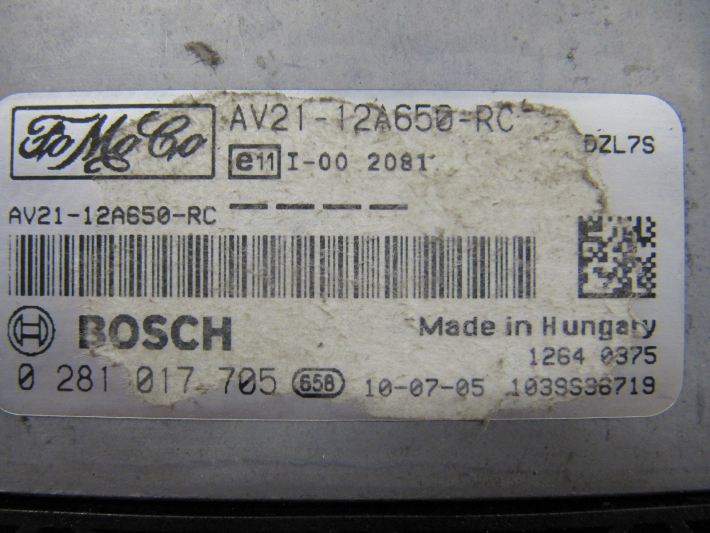 FoMoCo
AV21-12A650-RC
DZL7S
e11 I-00 2081
AV21-12A650-RC
BOSCH
Made in Hungary
1264 0375
0 281 017 705 658 10-07-05 1039S36719